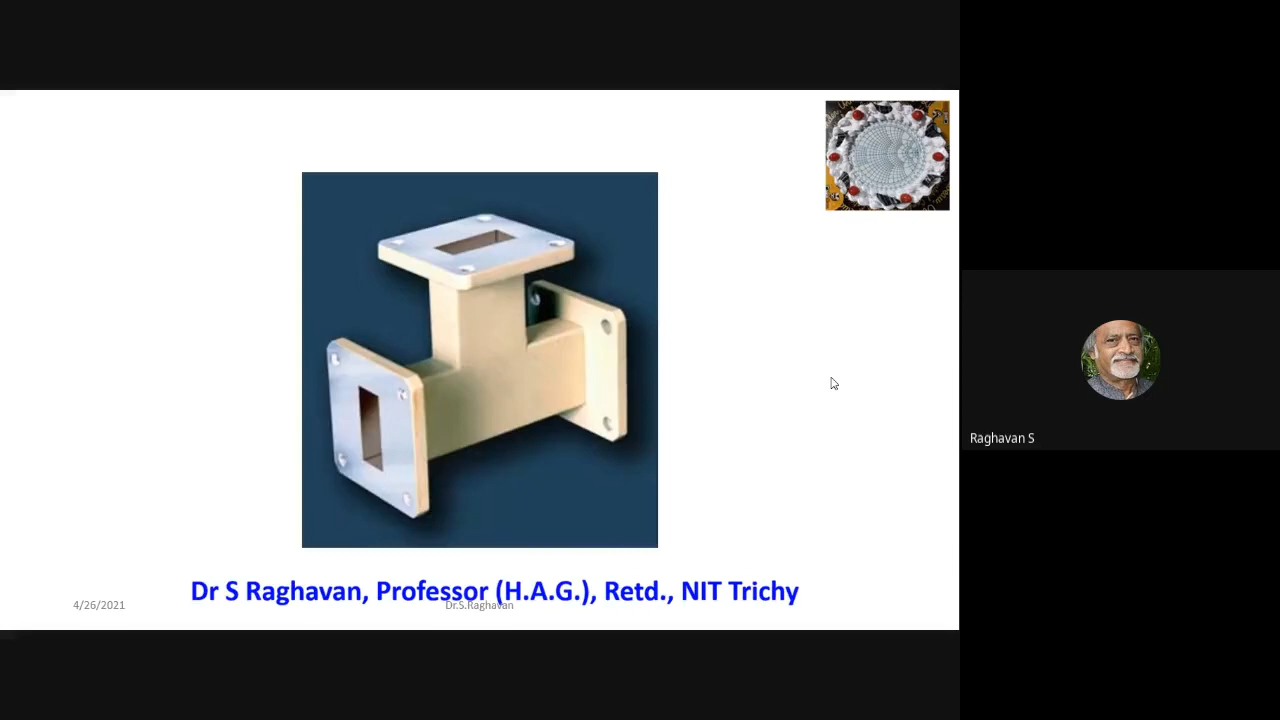 Dr S Raghavan, Professor (H.A.G.), Retd., NIT Trichy
4/26/2021
Dr.S.Raghavan
Raghavan S